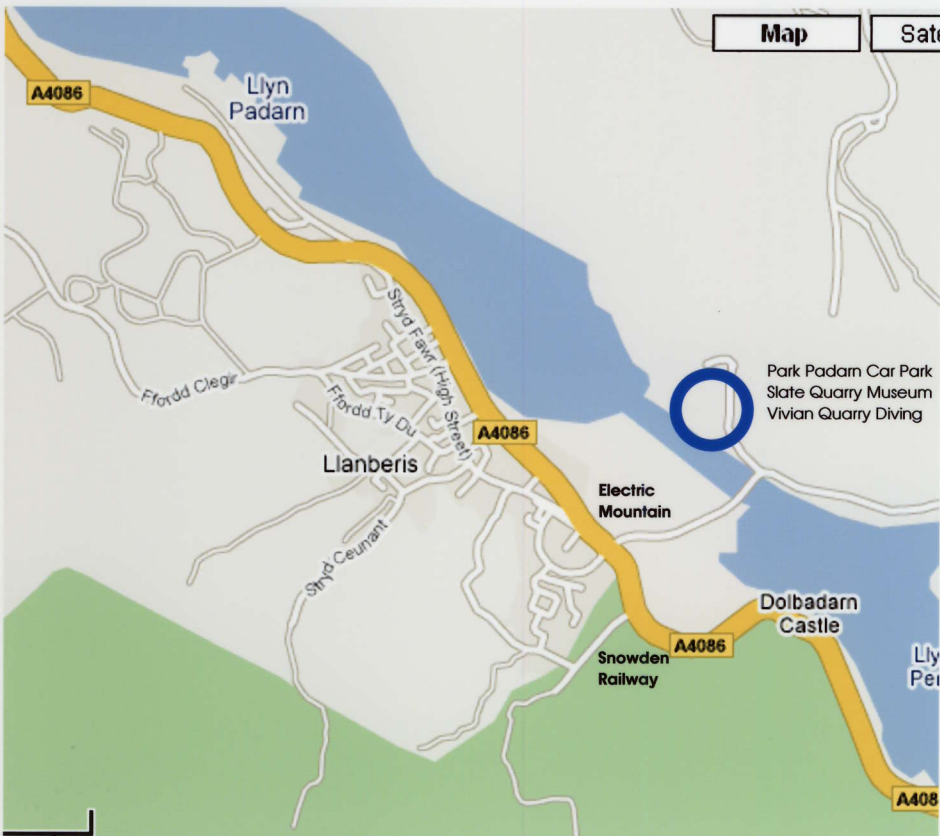 Map
Sate
A4086
Llyn
Padarn
Stryd Fawr (High Street)
Park Padarn Car Park
Slate Quarry Museum
Vivian Quarry Diving
Ffordd Clegir
Ffordd Ty Du
A4086
Llanberis
Electric
Mountain
Stryd Ceunant
Dolbadarn
Castle
A4086
Snowden
Railway
Lly
Per
A408